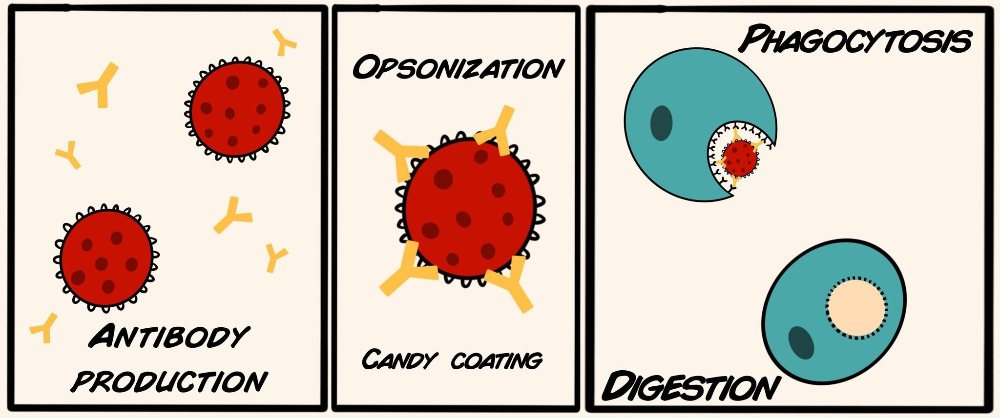 Antibody
production
Opsonization
Candy coating
Phagocytosis
Digestion